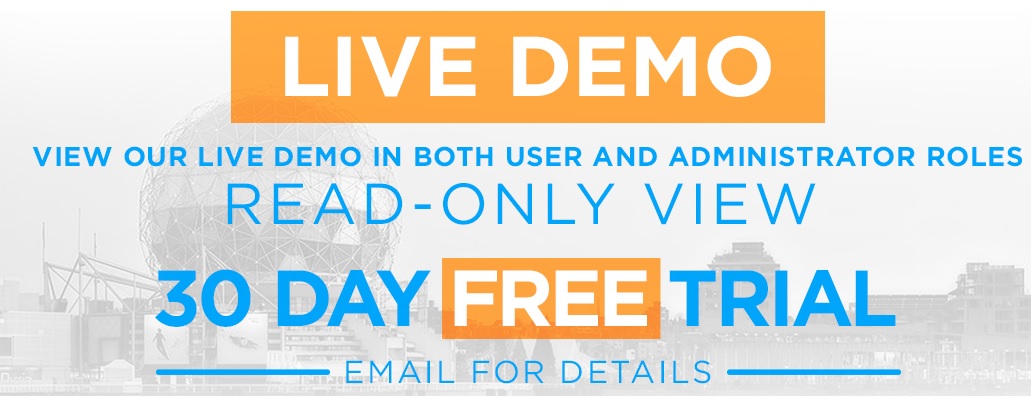 LIVE DEMO
VIEW OUR LIVE DEMO IN BOTH USER AND ADMINISTRATOR ROLES
READ-ONLY VIEW
30 DAY FREE TRIAL
EMAIL FOR DETAILS